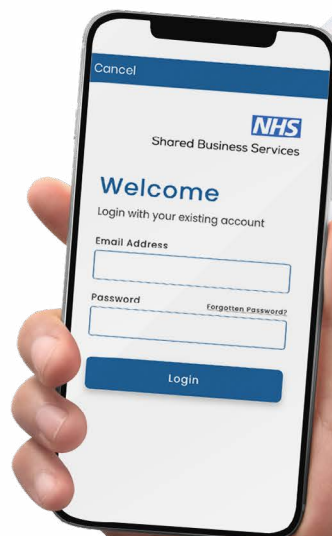 Cancel
NHS
Shared Business Services
Welcome
Login with your existing account
Email Address
Password
Forgotten Password?
Login